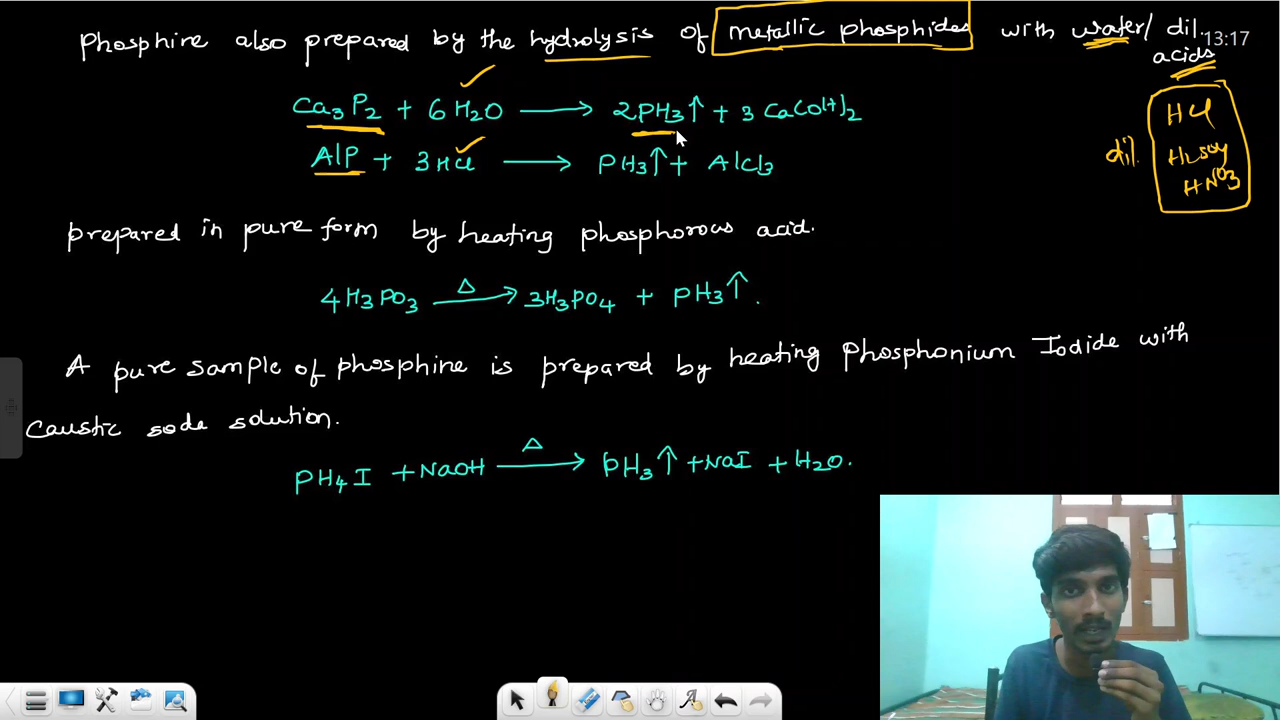 phosphine also prepared by the hydrolysis of metallic phosphides with water/ dil.
acids
13:17
Ca3P2 + 6H2O → 2PH3↑ + 3Ca(OH)2
AlP + 3HCl → PH3↑ + AlCl3
dil.
HCl
H2SO4
HNO3
prepared in pure form by heating phosphorous acid.
4H3PO3 Δ→ 3H3PO4 + PH3↑.
A pure sample of phosphine is prepared by heating Phosphonium Iodide with
caustic soda solution.
PH4I + NaOH Δ→ PH3↑ + NaI + H2O.